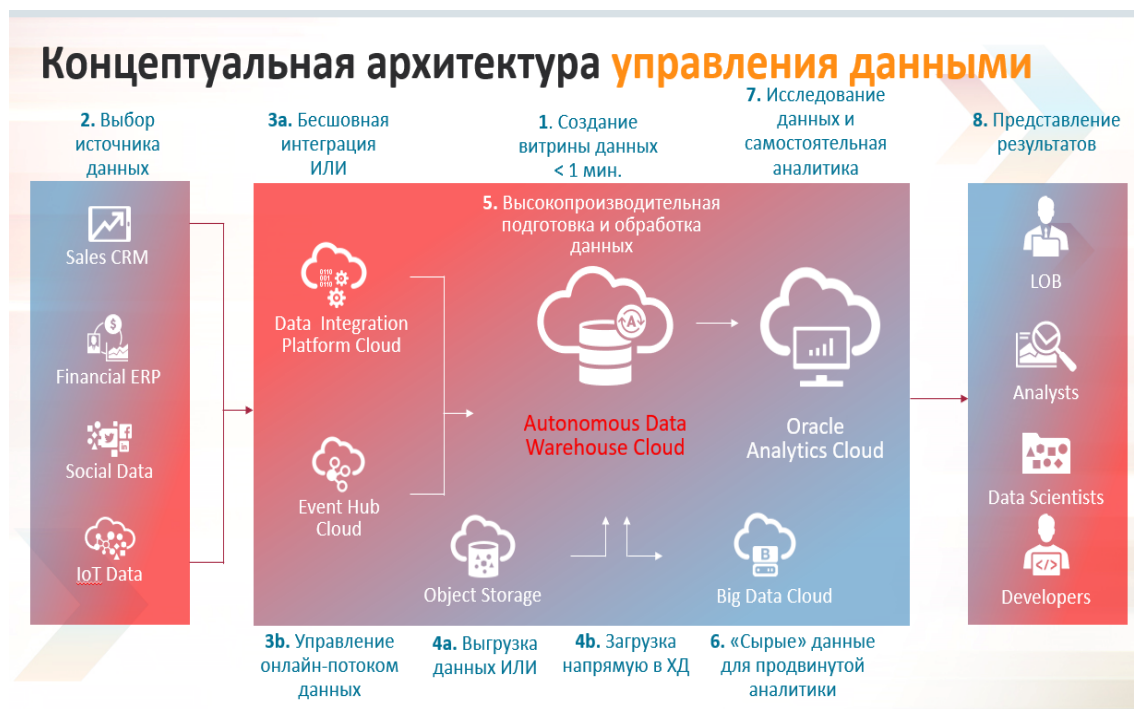 Концептуальная архитектура управления данными
2. Выбор
источника
данных
3a. Бесшовная
интеграция
ИЛИ
1. Создание
витрины данных
< 1 мин.
7. Исследование
данных и
самостоятельная
аналитика
8. Представление
результатов
Sales CRM
Financial ERP
Social Data
IoT Data
5. Высокопроизводительная
подготовка и обработка
данных
0110
001
0110
Data Integration
Platform Cloud
Event Hub
Cloud
A
Autonomous Data
Warehouse Cloud
Oracle
Analytics Cloud
Object Storage
B
Big Data Cloud
LOB
Analysts
Data Scientists
</>
Developers
3b. Управление
онлайн-потоком
данных
4a. Выгрузка
данных ИЛИ
4b. Загрузка
напрямую в ХД
6. «Сырые» данные
для продвинутой
аналитики